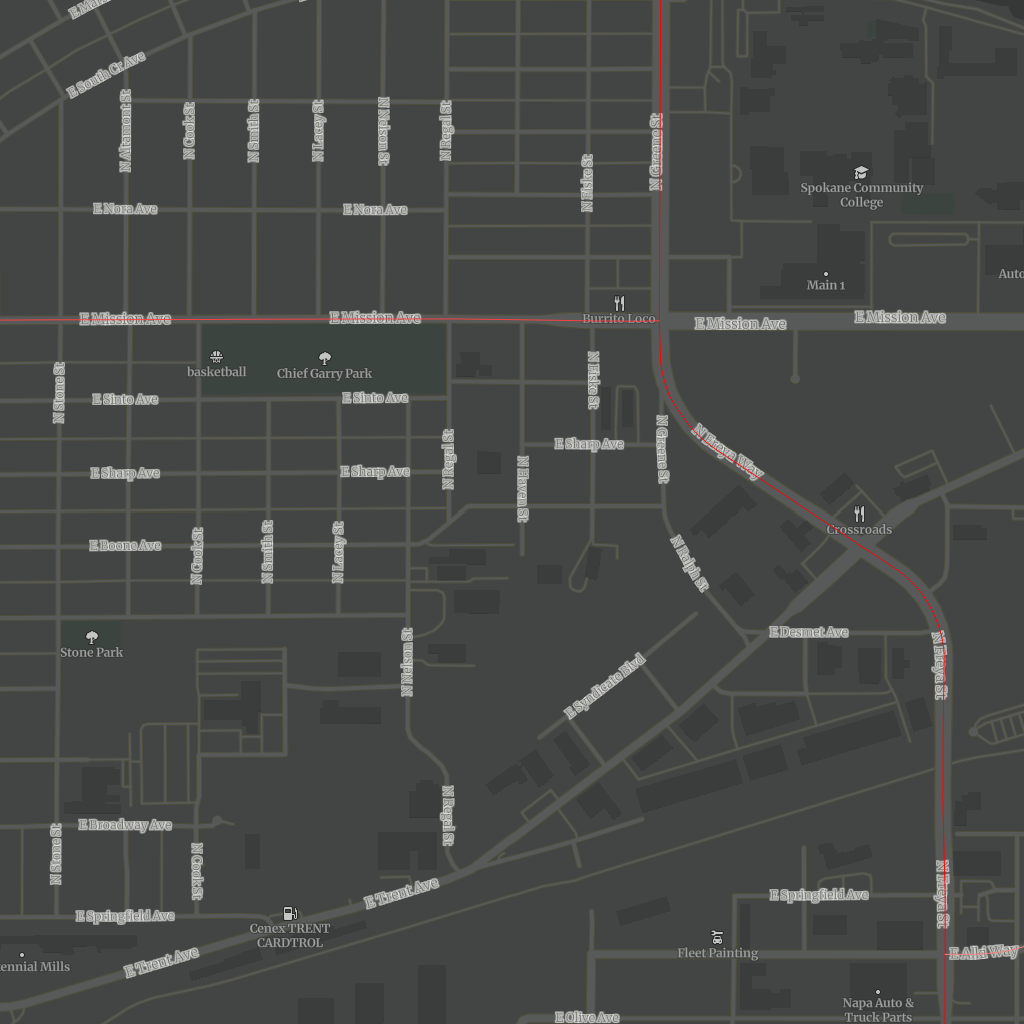 E South Cr Ave
N Altamont St
N Cook St
N Smith St
N Lacey St
N Nelson St
N Regal St
N Fiske St
N Greene St
Spokane Community
College
E Nora Ave
E Nora Ave
Main 1
Burrito Loco
E Mission Ave
E Mission Ave
E Mission Ave
E Mission Ave
basketball
Chief Garry Park
N Stone St
E Sinto Ave
E Sinto Ave
N Fiske St
E Sharp Ave
N Greene St
N Freya Way
N Regal St
E Sharp Ave
E Sharp Ave
N Haven St
Crossroads
E Boone Ave
N Cook St
N Smith St
N Lacey St
N Ralph St
E Desmet Ave
Stone Park
N Nelson St
E Syndicate Blvd
N Freya St
N Regal St
E Broadway Ave
N Stone St
N Cook St
E Trent Ave
E Springfield Ave
E Springfield Ave
N Freya St
Cenex TRENT
CARDTROL
Fleet Painting
E Alki Way
ennial Mills
E Trent Ave
Napa Auto &
Truck Parts
E Olive Ave